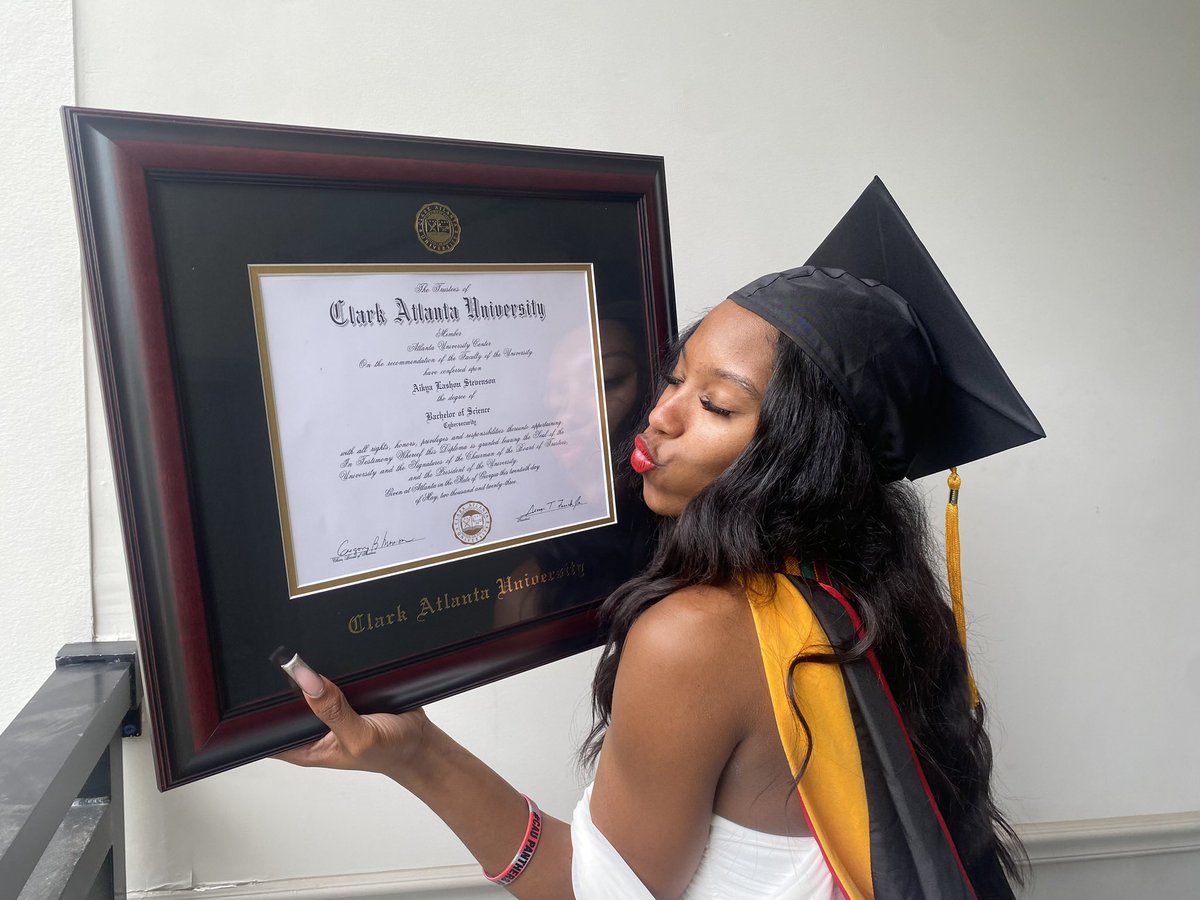 The Trustees of
Clark Atlanta University
Member
Atlanta University Center
On the recommendation of the Faculty of the University
have conferred upon
Aikya Lashon Stevenson
the degree of
Bachelor of Science
Cybersecurity
with all rights, honors, privileges and responsibilities thereunto appertaining
In Testimony Whereof this Diploma is granted bearing the Seal of the
University and the Signatures of the Chairman of the Board of Trustees
and the President of the University
Given at Atlanta in the State of Georgia this twentieth day
of May, two thousand and twenty-three.
Clark Atlanta University
#CAU PANTHER